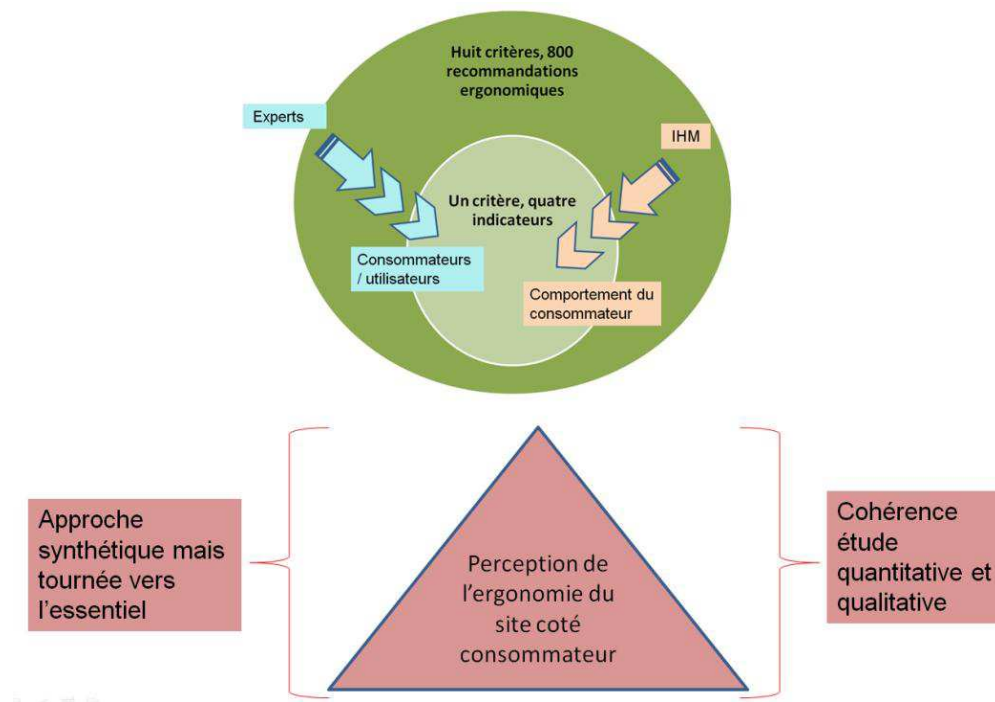 Huit critères, 800
recommandations
ergonomiques
Experts
IHM
Un critère, quatre
indicateurs
Consommateurs
/ utilisateurs
Comportement du
consommateur
Approche
synthétique mais
tournée vers
l'essentiel
Perception de
l'ergonomie du
site coté
consommateur
Cohérence
étude
quantitative et
qualitative